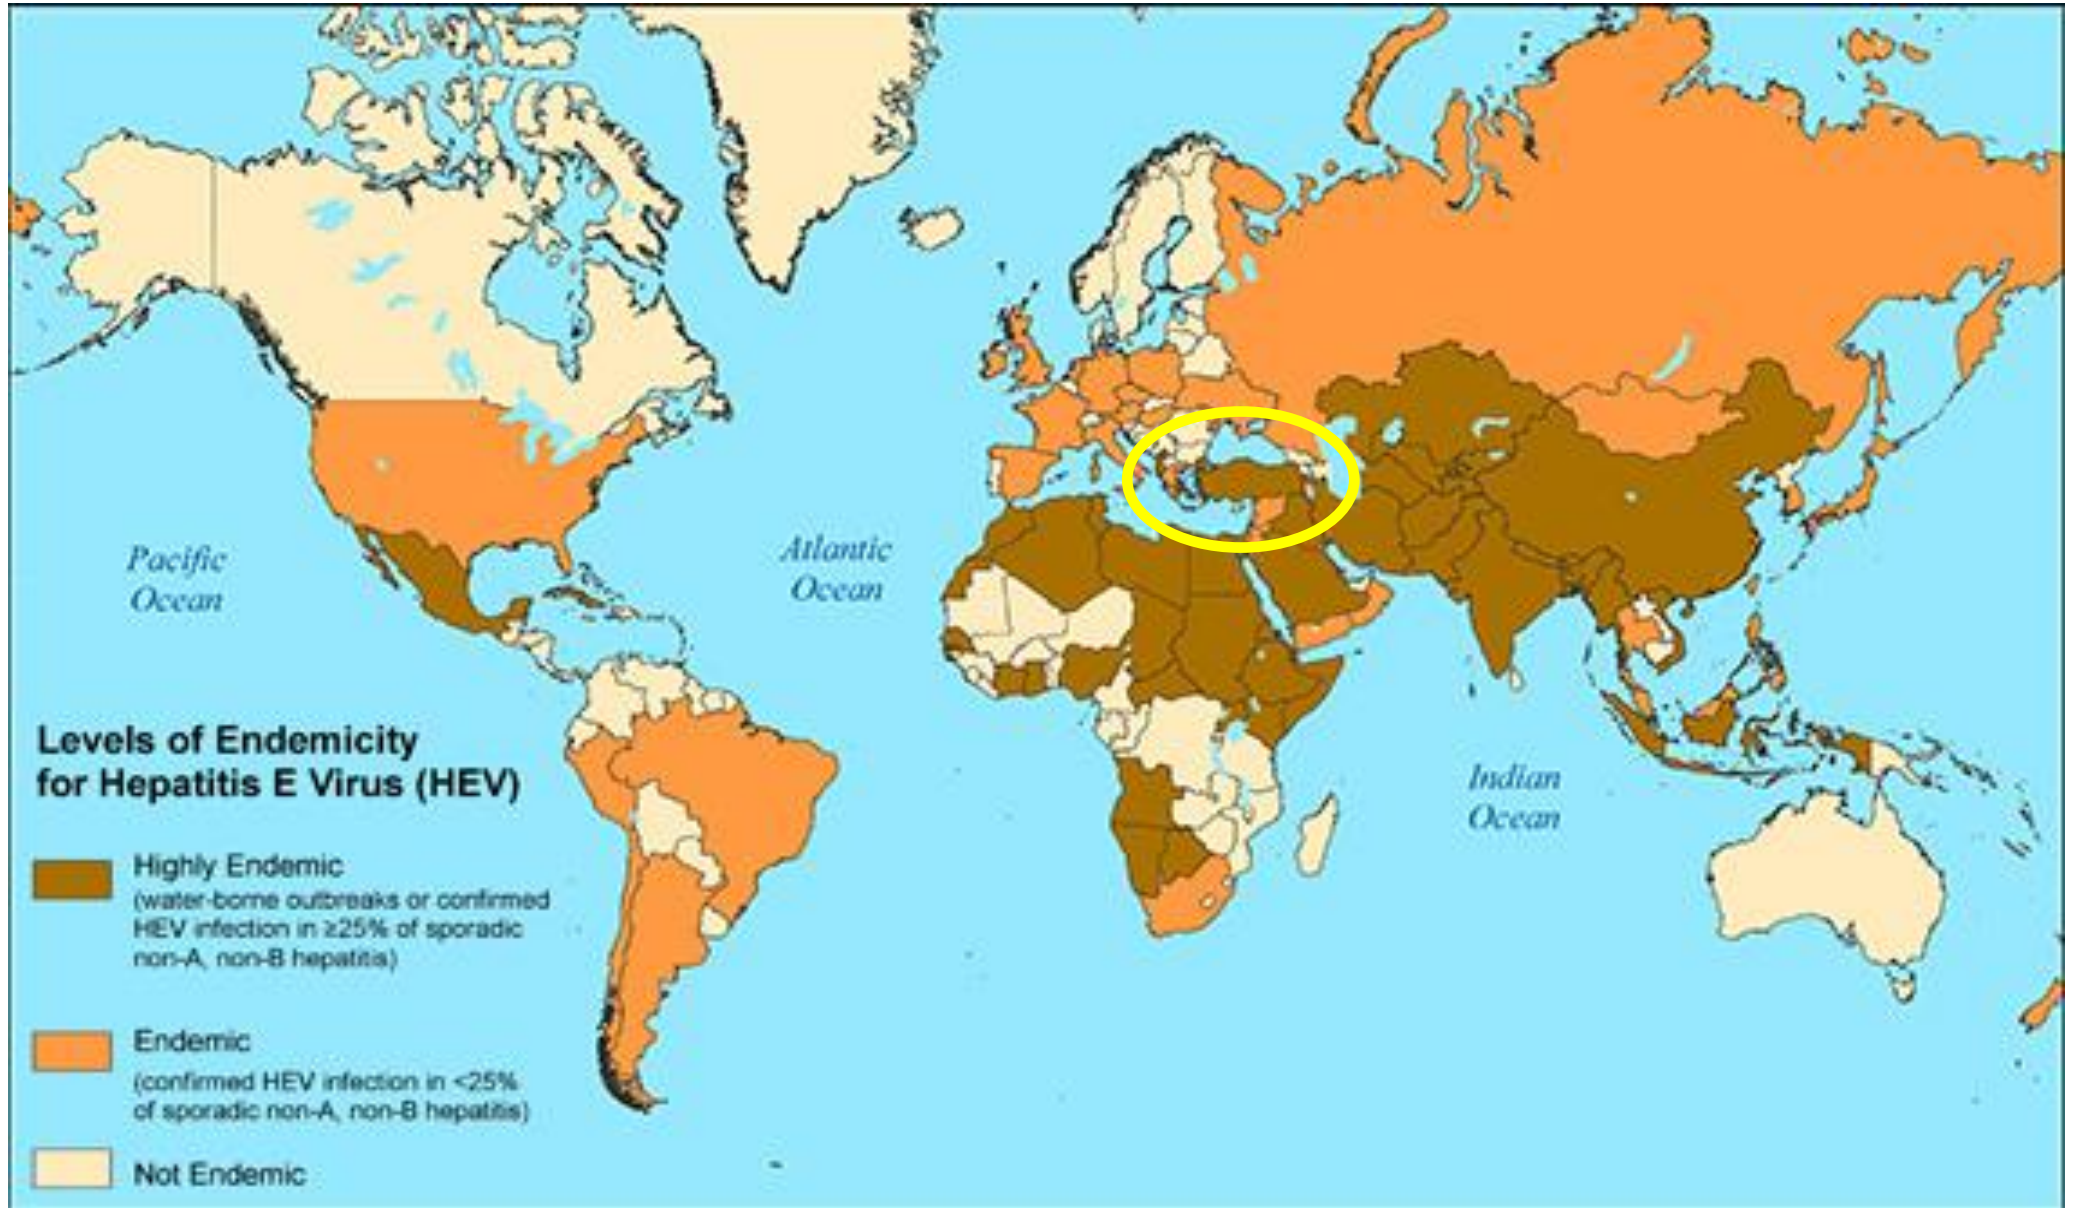 Pacific
Ocean
Atlantic
Ocean
Indian
Ocean
Levels of Endemicity
for Hepatitis E Virus (HEV)
Highly Endemic
(water-borne outbreaks or confirmed
HEV infection in ≥25% of sporadic
non-A, non-B hepatitis)
Endemic
(confirmed HEV infection in <25%
of sporadic non-A, non-B hepatitis)
Not Endemic